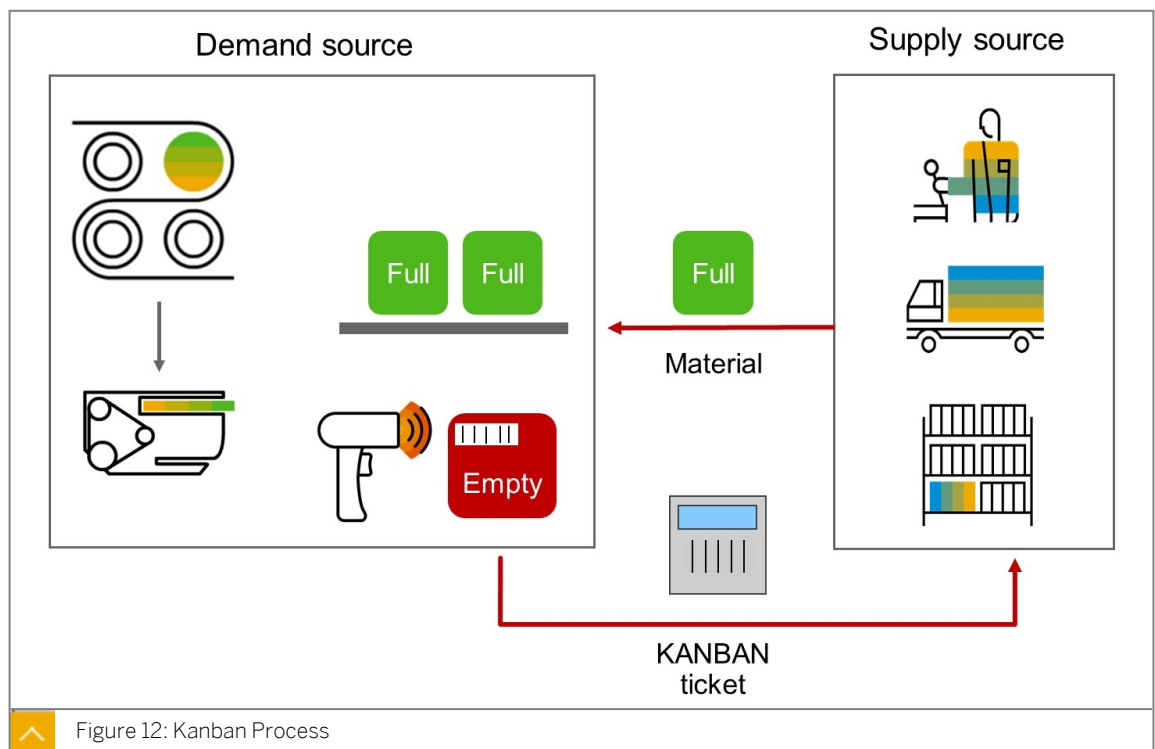 Demand source
Supply source
Full
Full
Full
Material
Empty
KANBAN
ticket
Figure 12: Kanban Process